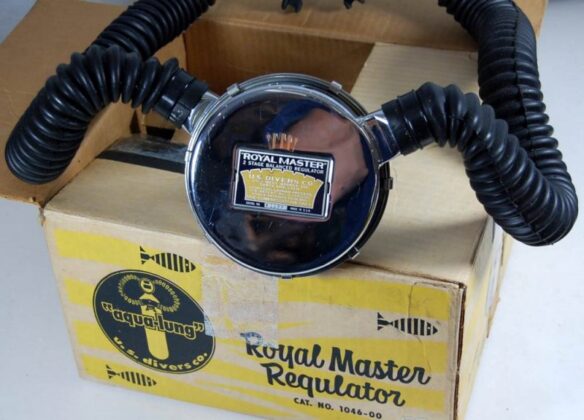 ROYAL MASTER
2 STAGE BALANCED REGULATOR
U.S. DIVERS CO
"aqua-lung"
u.s. divers co.
Royal Master
Regulator
CAT. NO. 1046-00